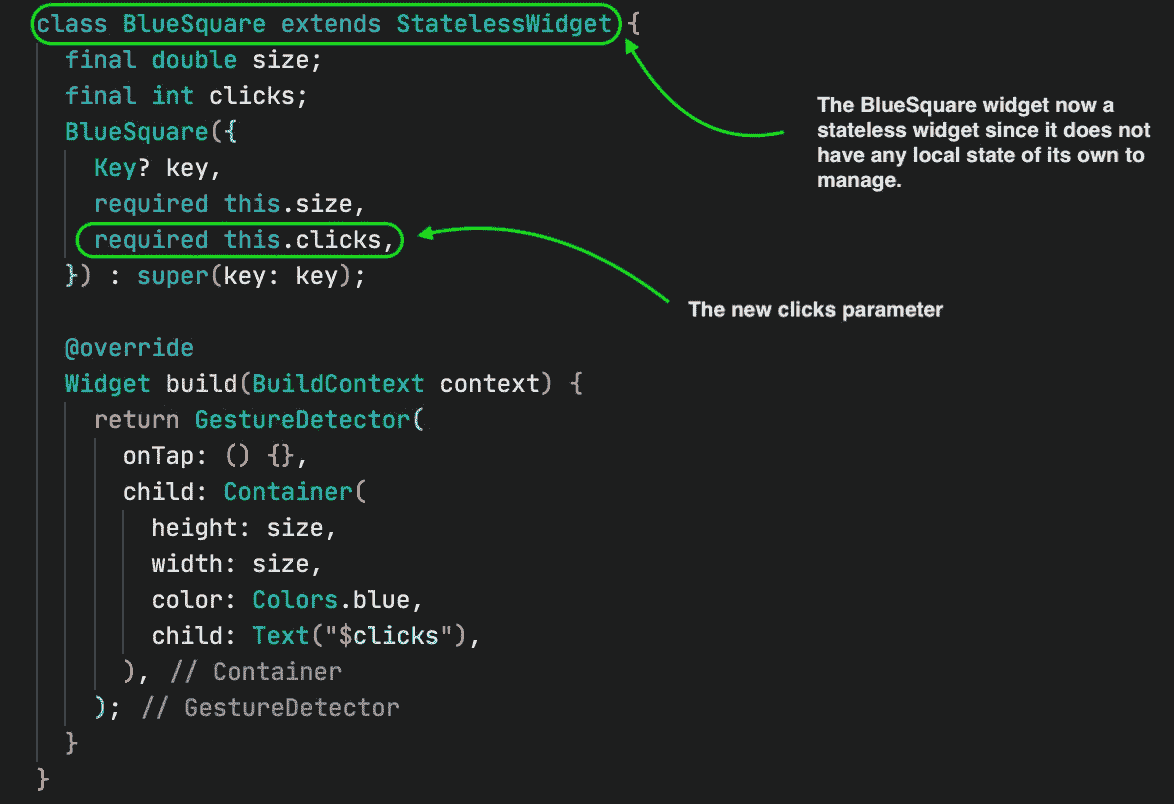 class BlueSquare extends StatelessWidget {
final double size;
final int clicks;
BlueSquare({
Key? key,
required this.size,
required this.clicks,
}) : super(key: key);
@override
Widget build(BuildContext context) {
return GestureDetector(
onTap: () {},
child: Container(
height: size,
width: size,
color: Colors.blue,
child: Text("$clicks"),
), // Container
); // GestureDetector
}
}
The BlueSquare widget now a
stateless widget since it does not
have any local state of its own to
manage.
The new clicks parameter